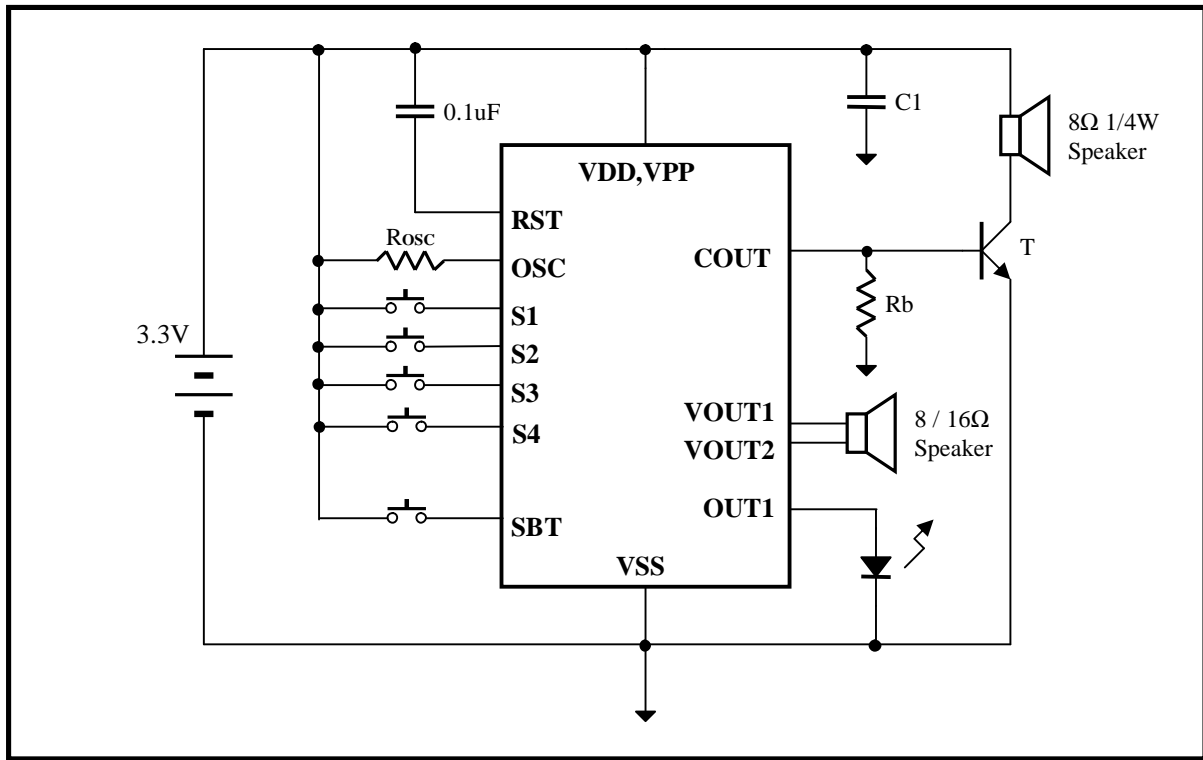 0.1uF
C1
8Ω 1/4W
Speaker
VDD,VPP
RST
Rosc
OSC
COUT
T
S1
Rb
3.3V
S2
S3
VOUT1
8 / 16Ω
S4
VOUT2
Speaker
OUT1
SBT
VSS